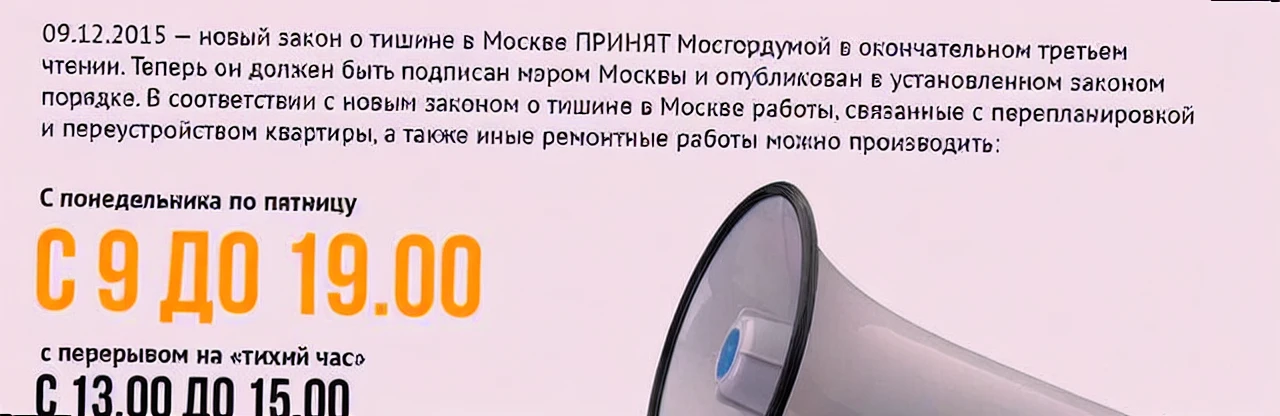 09.12.2015 – новый закон о тишине в Москве ПРИНЯТ Мосгордумой в окончательном третьем
чтении. Теперь он должен быть подписан мэром Москвы и опубликован в установленном законом
порядке. В соответствии с новым законом о тишине в Москве работы, связанные с перепланировкой
и переустройством квартиры, а также иные ремонтные работы можно производить:
С понедельника по пятницу
С 9 ДО 19.00
с перерывом на «тихий час»
С 13.00 ДО 15.00